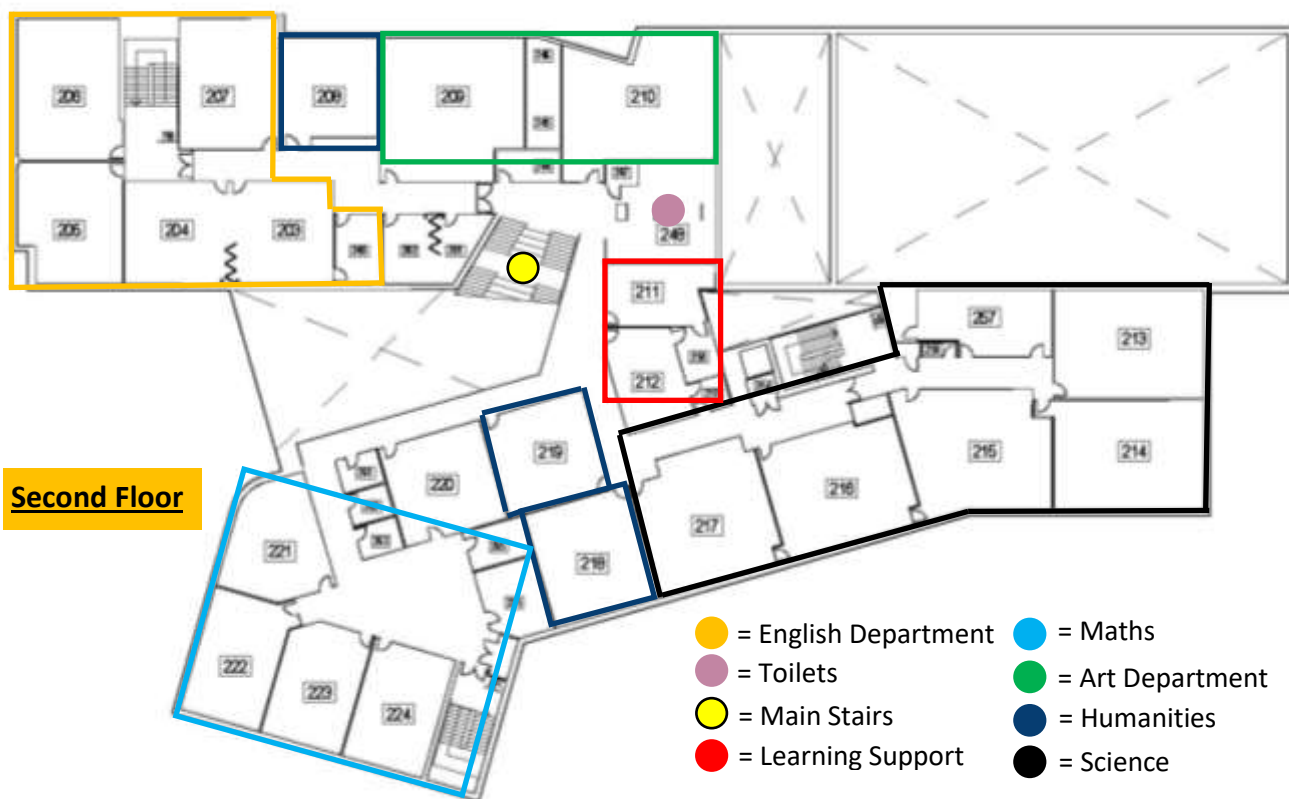 206
207
208
209
210
205
204
203
248
211
212
257
213
219
220
215
214
216
217
Second Floor
221
218
222
223
224
= English Department
= Maths
= Toilets
= Art Department
= Main Stairs
= Humanities
= Learning Support
= Science